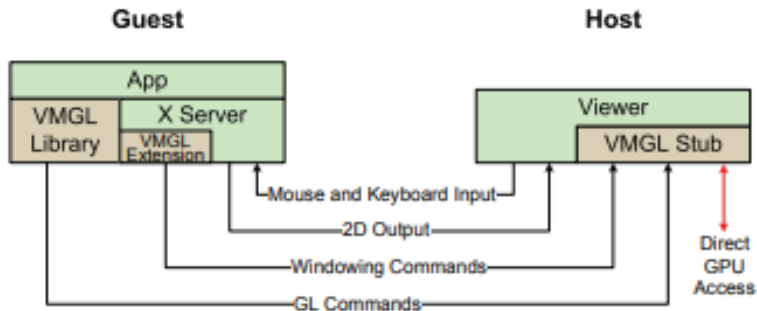 Guest
Host
App
VMGL
Library
X Server
VMGL
Extension
Viewer
VMGL Stub
Mouse and Keyboard Input
2D Output
Windowing Commands
GL Commands
Direct
GPU
Access